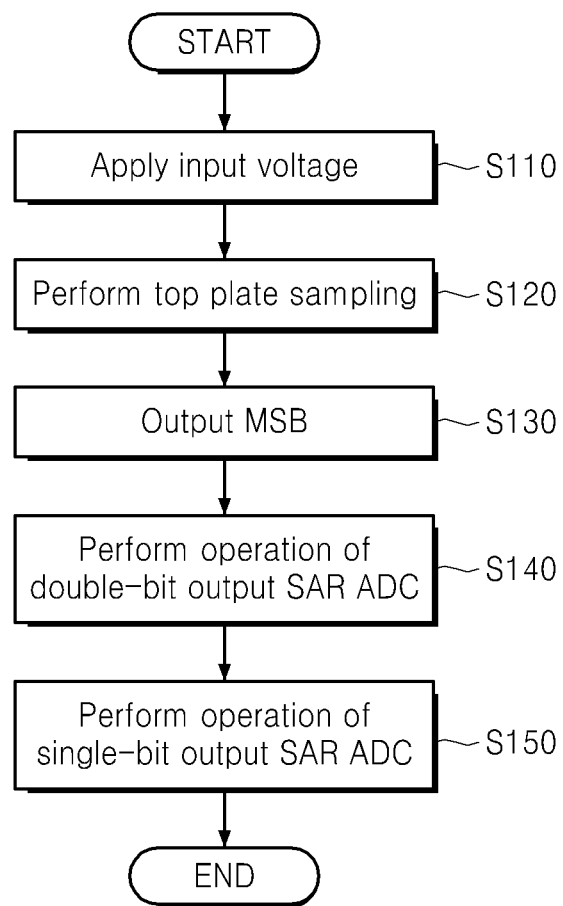 START
Apply input voltage
S110
Perform top plate sampling
S120
Output MSB
S130
Perform operation of
double-bit output SAR ADC
S140
Perform operation of
single-bit output SAR ADC
S150
END